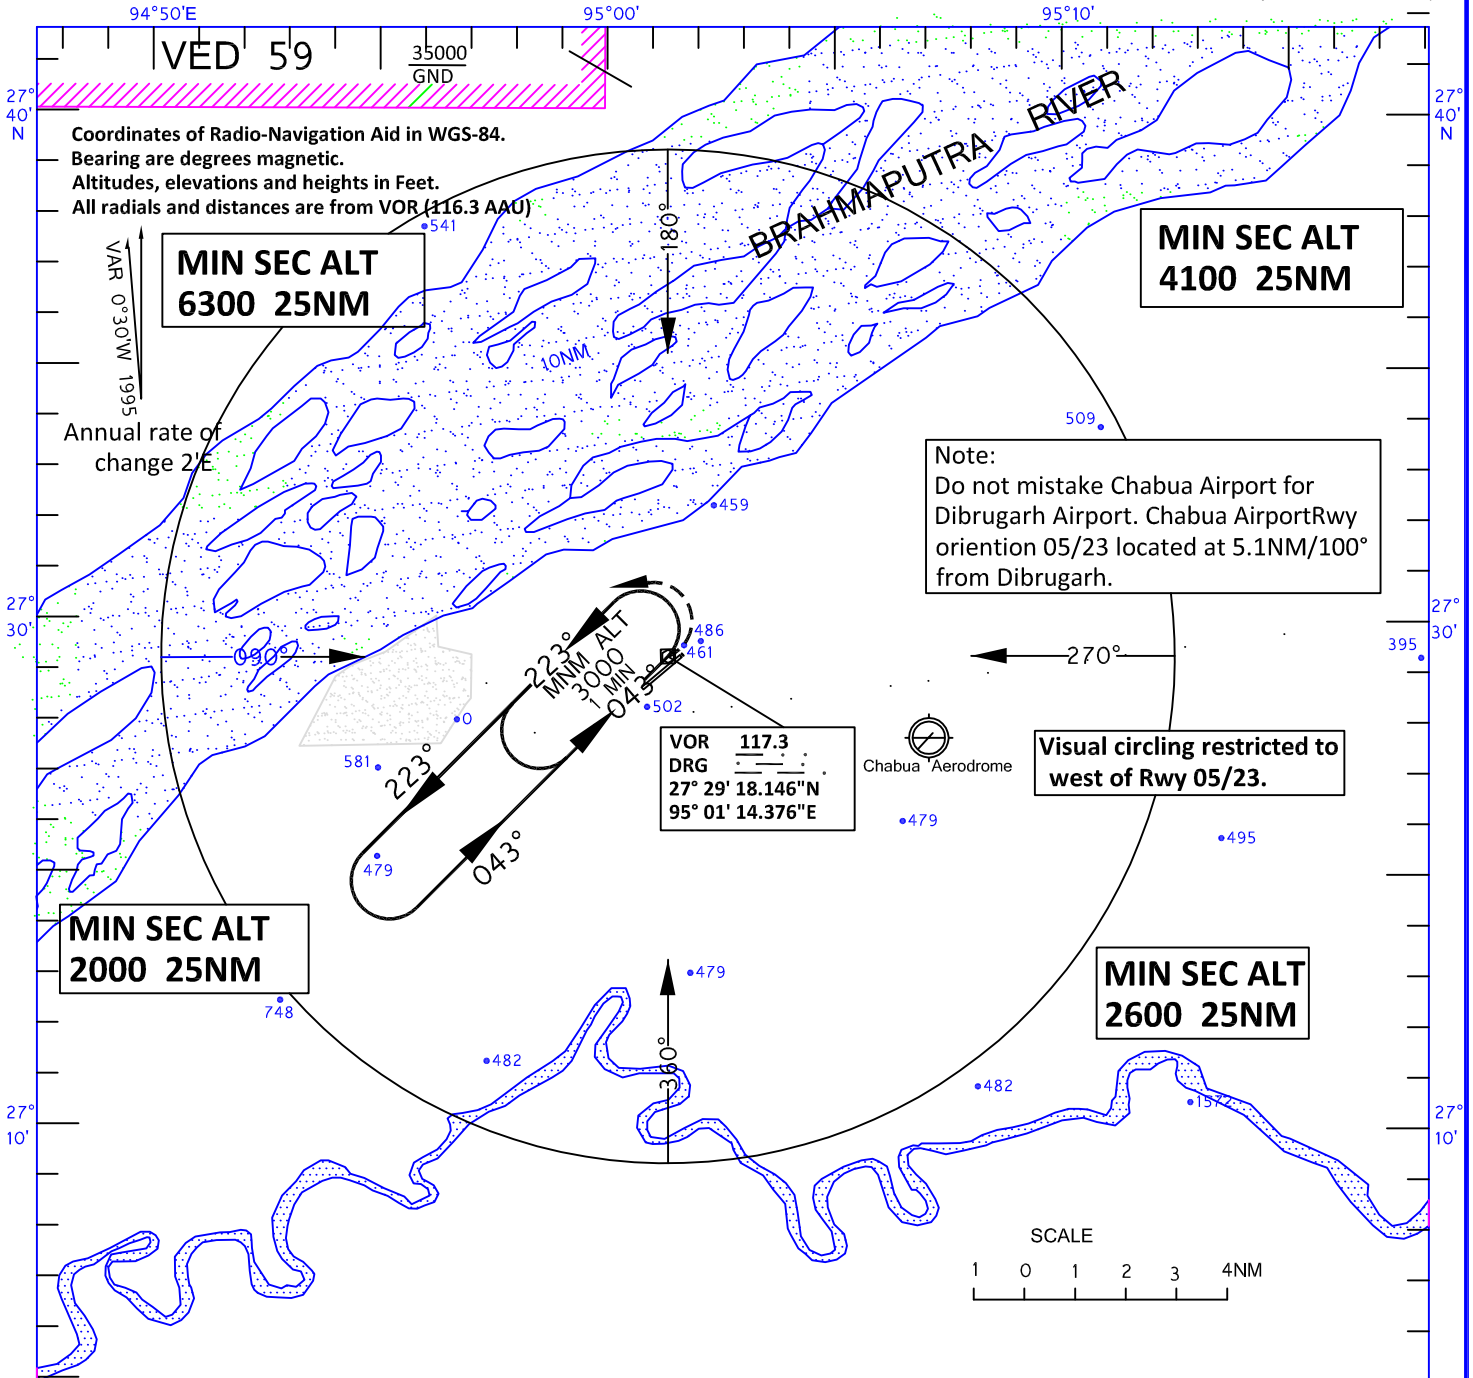 94°50'E
95°00'
95°10'
VED 59
35000
GND
27°
40'
N
27°
40'
N
Coordinates of Radio-Navigation Aid in WGS-84.
Bearing are degrees magnetic.
Altitudes, elevations and heights in Feet.
All radials and distances are from VOR (116.3 AAU)
BRAHMAPUTRA RIVER
541
180°
MIN SEC ALT
6300 25NM
MIN SEC ALT
4100 25NM
VAR 0°30'W 1995
Annual rate of
change 2'E
10NM
509
459
Note:
Do not mistake Chabua Airport for
Dibrugarh Airport. Chabua AirportRwy
oriention 05/23 located at 5.1NM/100°
from Dibrugarh.
27°
30'
27°
30'
486
461
395
090°
270°
223°
MNM ALT
3000
1 MIN
043°
502
0
581
223°
043°
479
VOR 117.3
DRG
27° 29' 18.146"N
95° 01' 14.376"E
Chabua Aerodrome
Visual circling restricted to
west of Rwy 05/23.
479
495
MIN SEC ALT
2000 25NM
748
479
MIN SEC ALT
2600 25NM
482
360°
482
1572
27°
10'
27°
10'
SCALE
1 0 1 2 3 4NM